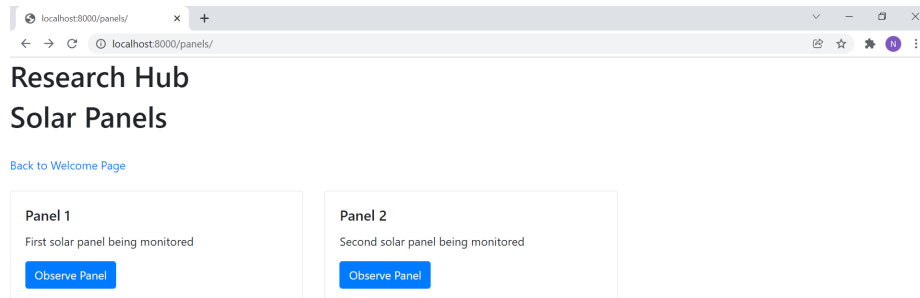 localhost:8000/panels/
localhost:8000/panels/
N
Research Hub
Solar Panels
Back to Welcome Page
Panel 1
First solar panel being monitored
Observe Panel
Panel 2
Second solar panel being monitored
Observe Panel